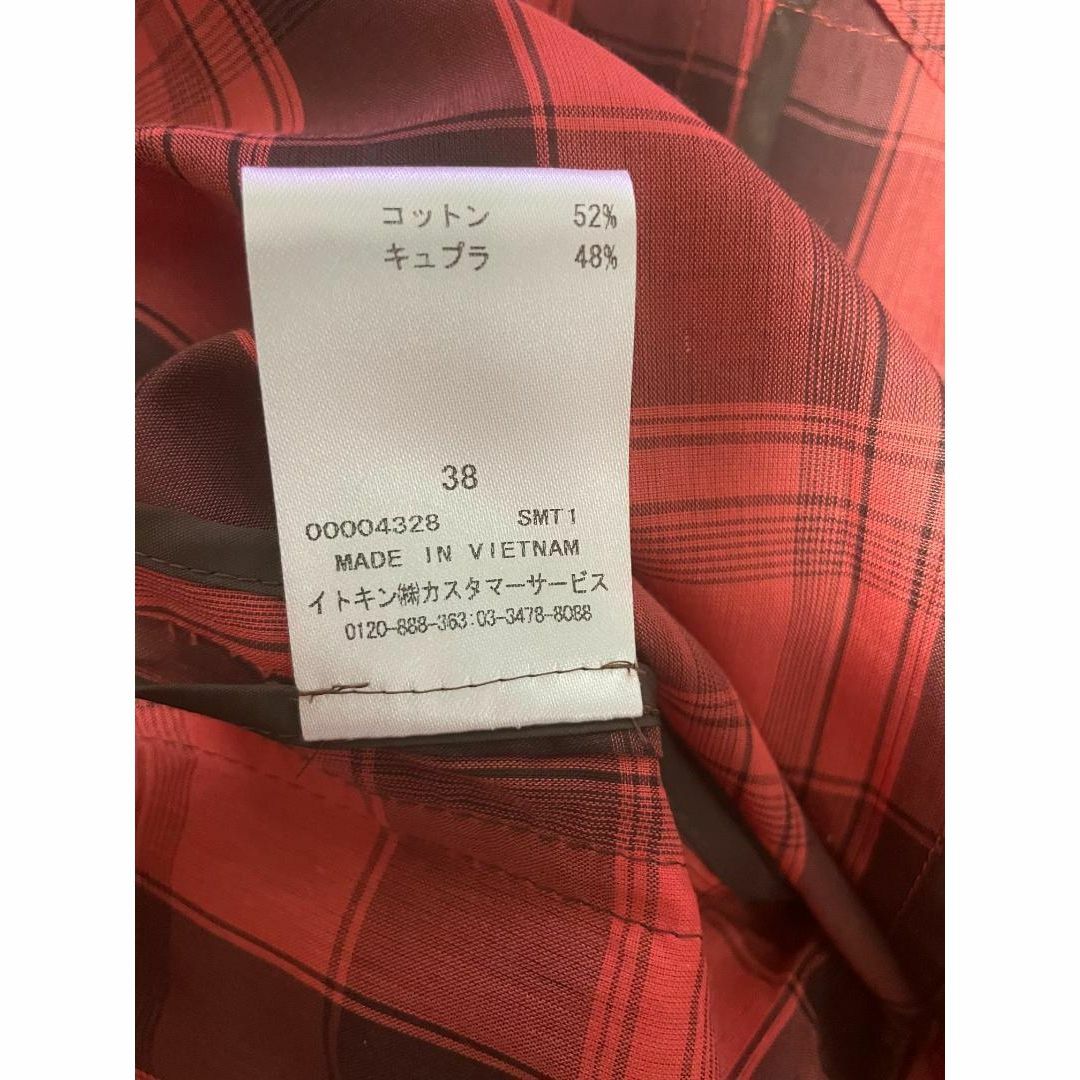 コットン 52%
キュプラ 48%
38
00004328 SMT1
MADE IN VIETNAM
イトキン㈱カスタマーサービス
0120-888-363:03-3478-8088